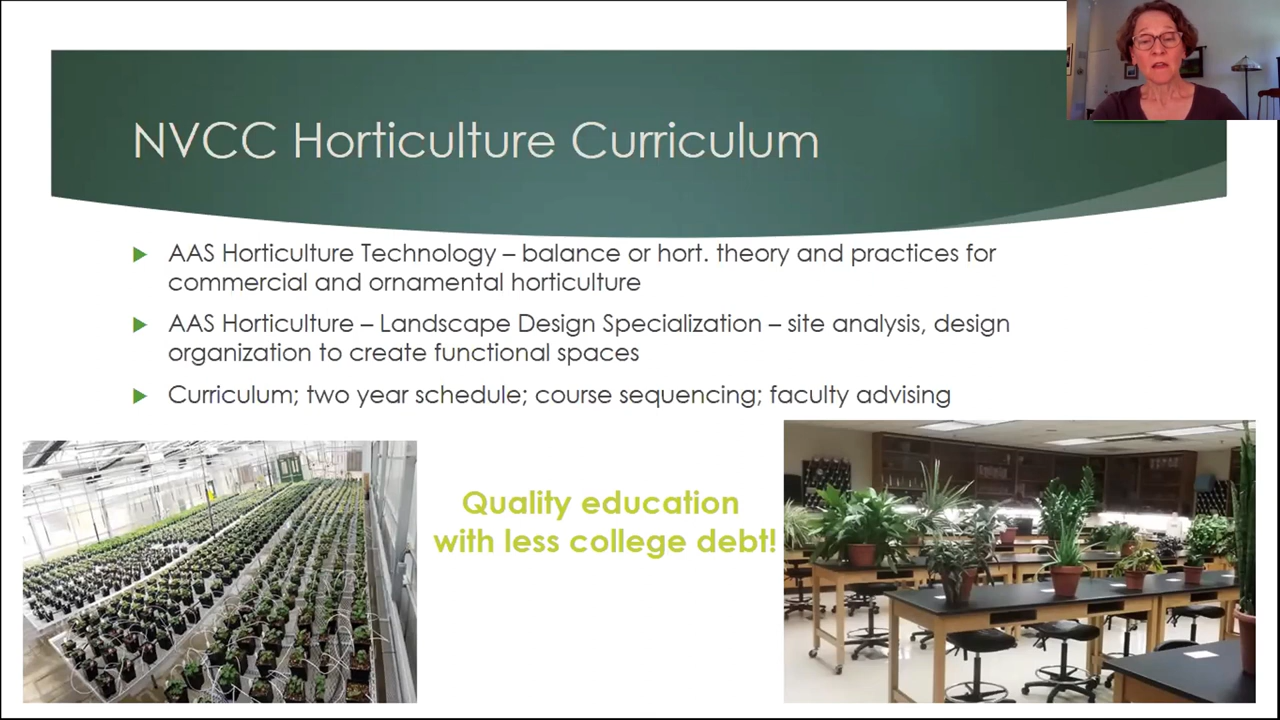 NVCC Horticulture Curriculum
AAS Horticulture Technology – balance or hort. theory and practices for
commercial and ornamental horticulture
AAS Horticulture – Landscape Design Specialization – site analysis, design
organization to create functional spaces
Curriculum; two year schedule; course sequencing; faculty advising
Quality education
with less college debt!